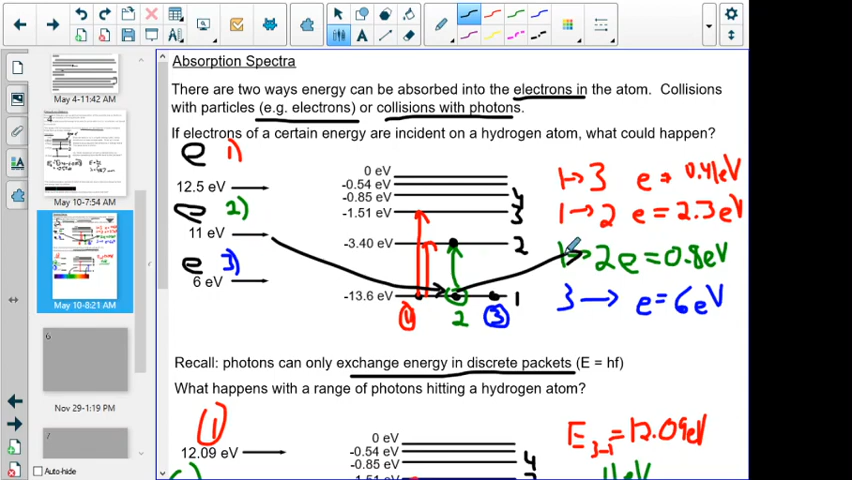 Absorption Spectra
There are two ways energy can be absorbed into the electrons in the atom. Collisions
with particles (e.g. electrons) or collisions with photons.
If electrons of a certain energy are incident on a hydrogen atom, what could happen?
e 1)
12.5 eV
e 2)
11 eV
e 3)
6 eV
0 eV
-0.54 eV
-0.85 eV 4
-1.51 eV 3
-3.40 eV 2
-13.6 eV 1
1 2 3
1→3 e = 0.41eV
1→2 e = 2.3eV
1→2 e = 0.8eV
3 → e = 6eV
Recall: photons can only exchange energy in discrete packets (E = hf)
What happens with a range of photons hitting a hydrogen atom?
1)
12.09 eV
0 eV
-0.54 eV
-0.85 eV 4
-1.51 eV
E3-1 = 12.09eV
11eV
May 4-11:42 AM
May 10-7:54 AM
May 10-8:21 AM
6
Nov 29-1:19 PM
7
Auto-hide